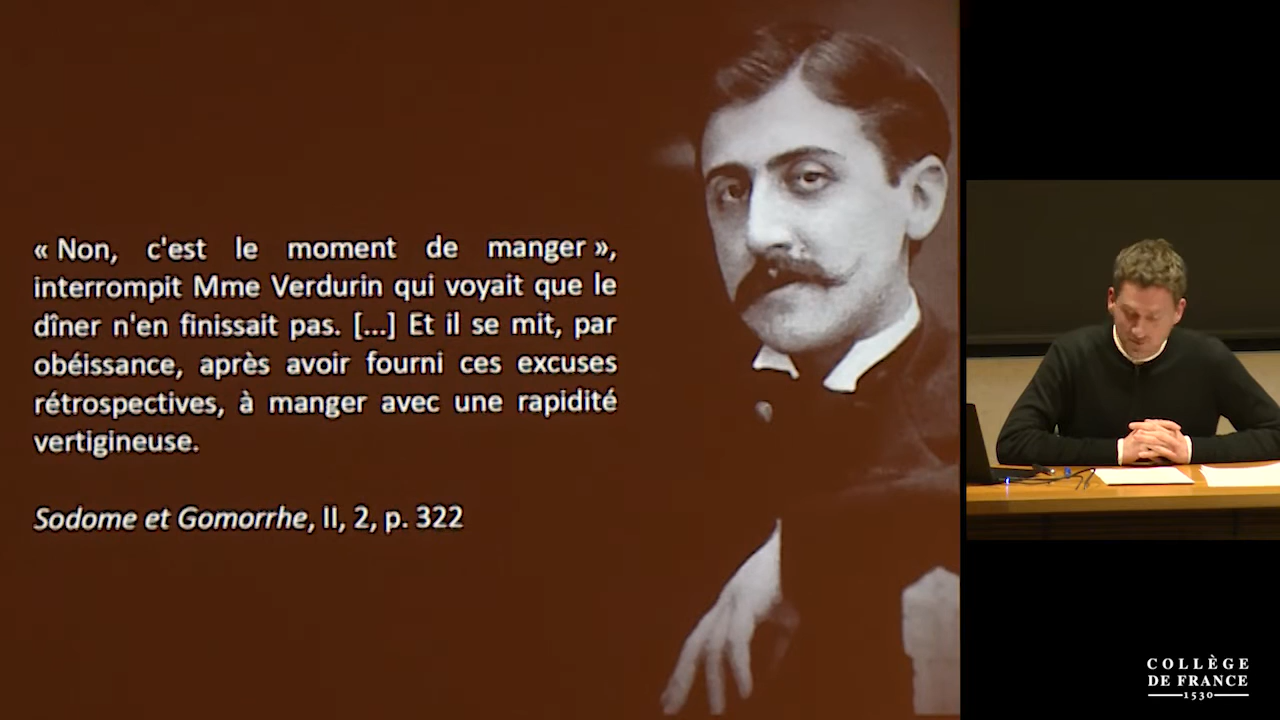 « Non, c'est le moment de manger »,
interrompit Mme Verdurin qui voyait que le
dîner n'en finissait pas. [...] Et il se mit, par
obéissance, après avoir fourni ces excuses
rétrospectives, à manger avec une rapidité
vertigineuse.
Sodome et Gomorrhe, II, 2, p. 322
COLLÈGE
DE FRANCE
1530